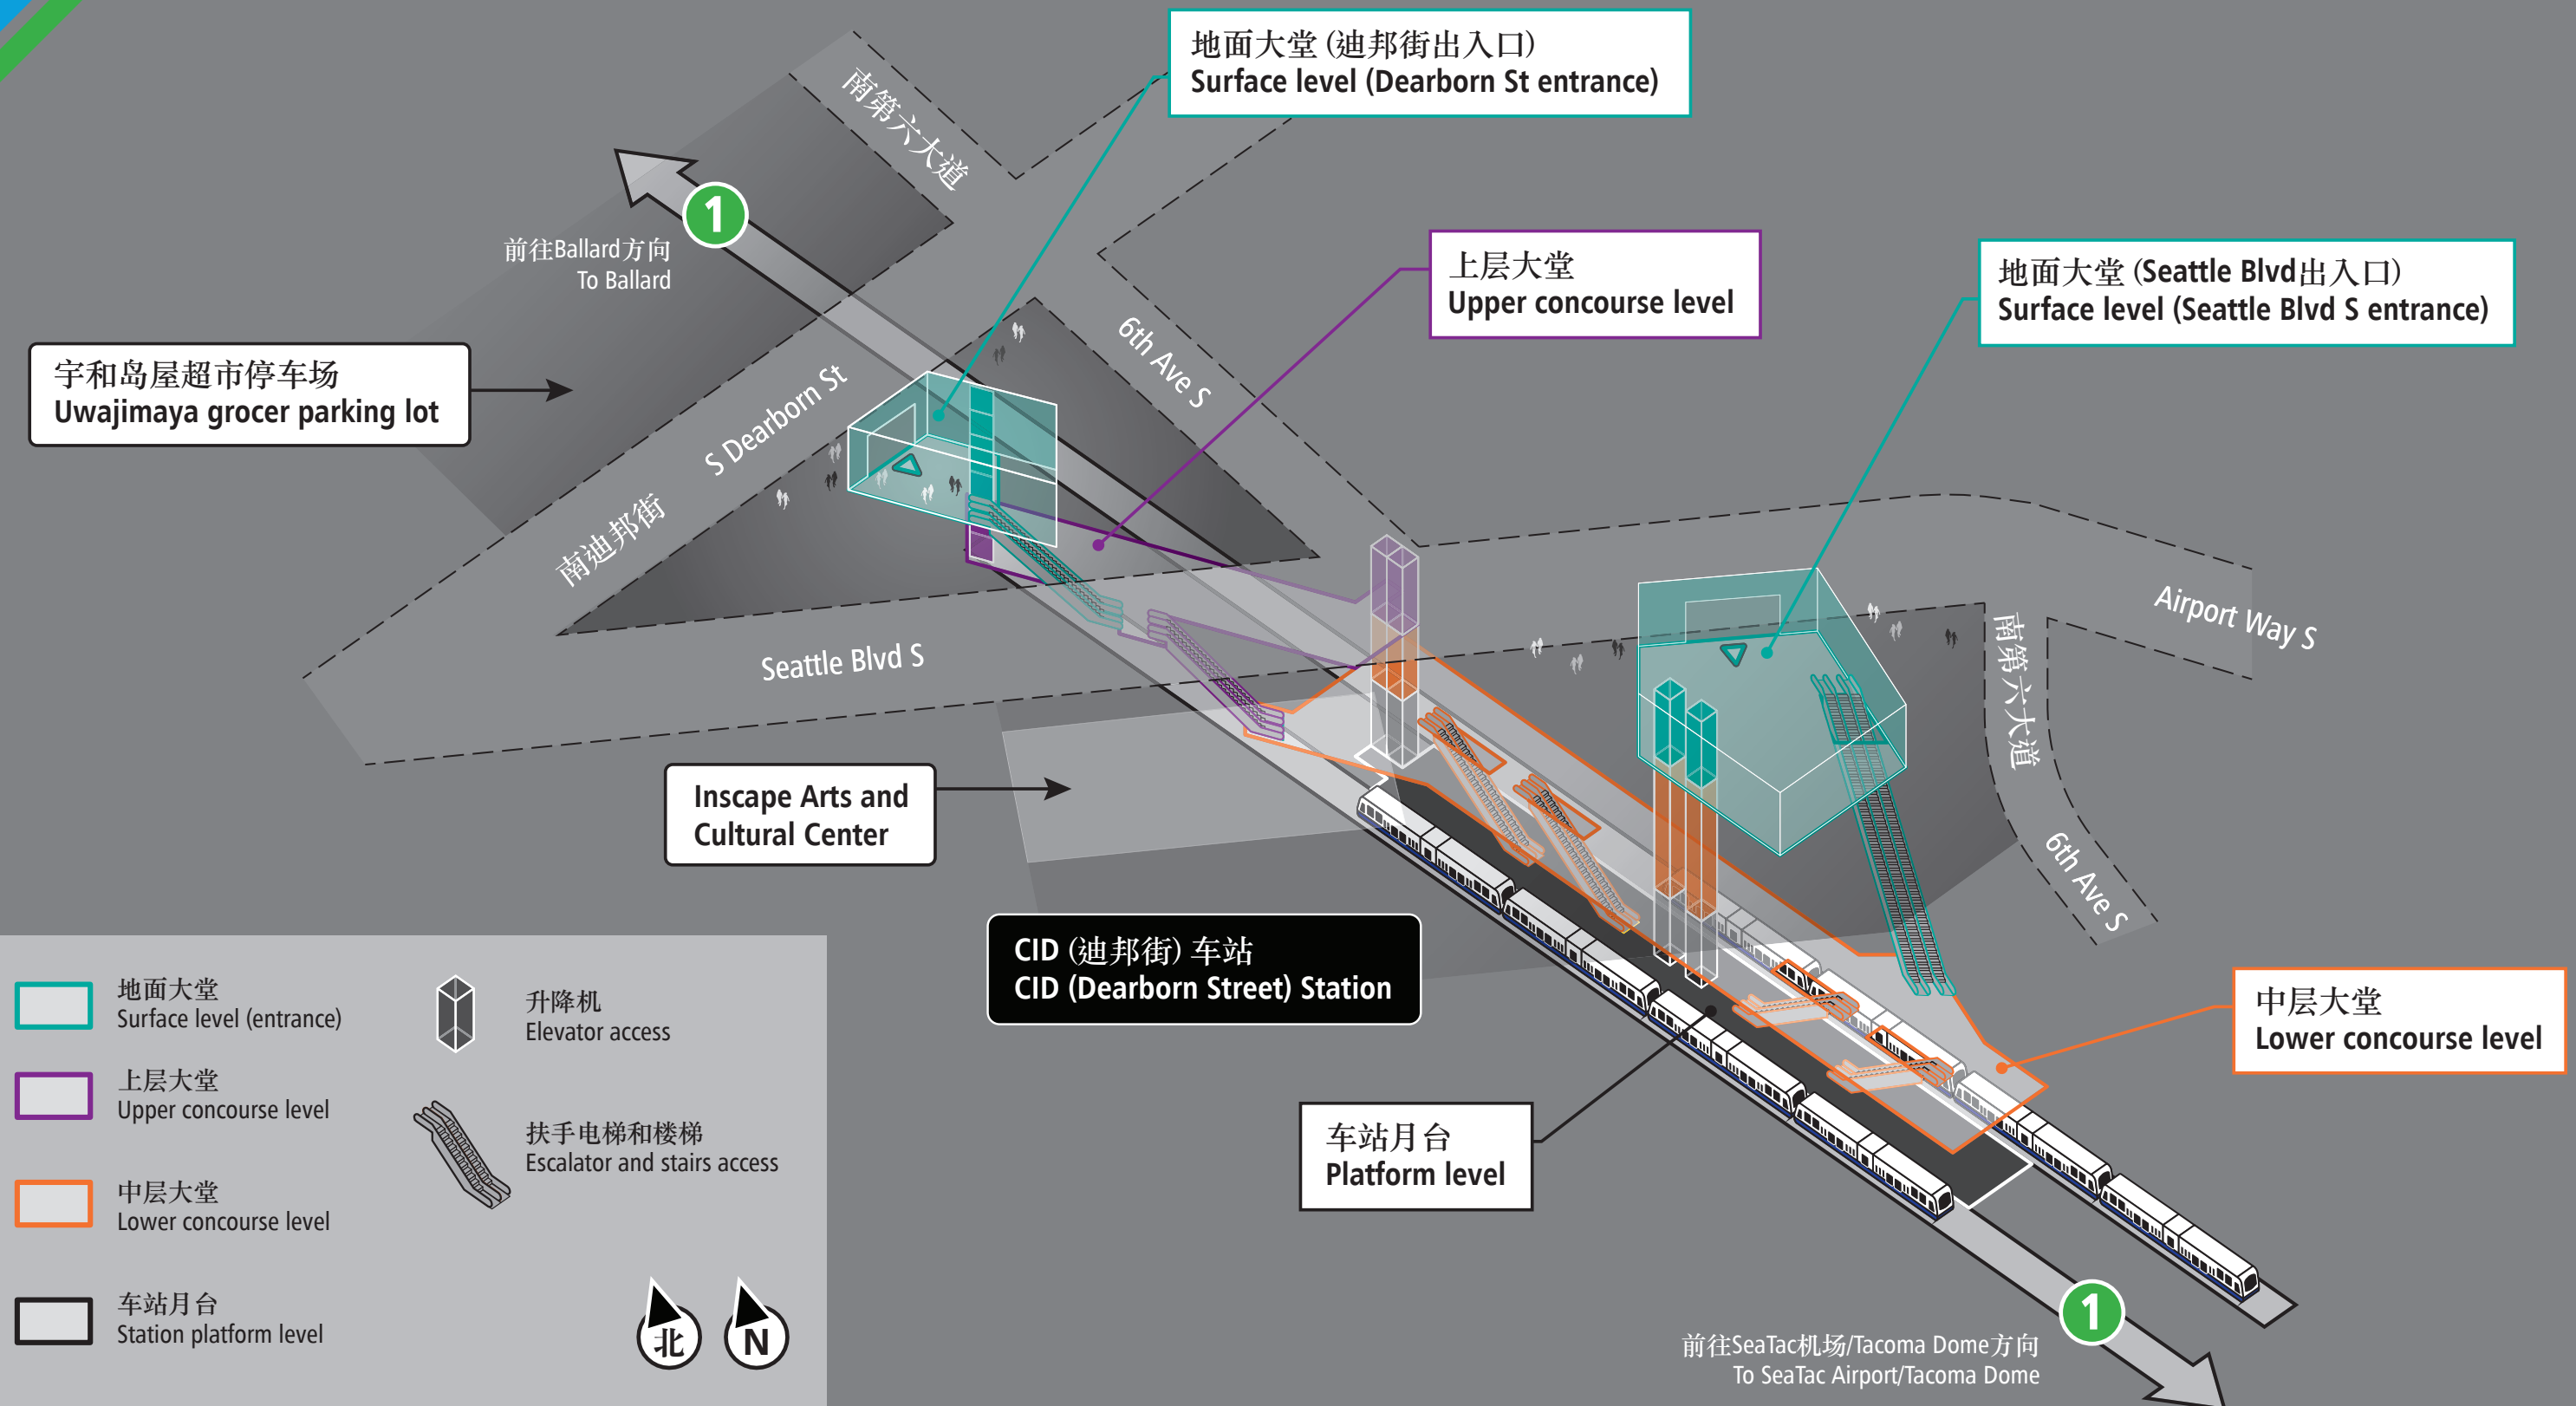 地面大堂 (迪邦街出入口)
Surface level (Dearborn St entrance)
南第六大道
1
前往Ballard方向
To Ballard
上层大堂
Upper concourse level
地面大堂 (Seattle Blvd出入口)
Surface level (Seattle Blvd S entrance)
宇和岛屋超市停车场
Uwajimaya grocer parking lot
6th Ave S
S Dearborn St
南迪邦街
Seattle Blvd S
Airport Way S
南第六大道
6th Ave S
Inscape Arts and
Cultural Center
CID (迪邦街) 车站
CID (Dearborn Street) Station
中层大堂
Lower concourse level
车站月台
Platform level
地面大堂
Surface level (entrance)
上层大堂
Upper concourse level
中层大堂
Lower concourse level
车站月台
Station platform level
升降机
Elevator access
扶手电梯和楼梯
Escalator and stairs access
北
N
1
前往SeaTac机场/Tacoma Dome方向
To SeaTac Airport/Tacoma Dome